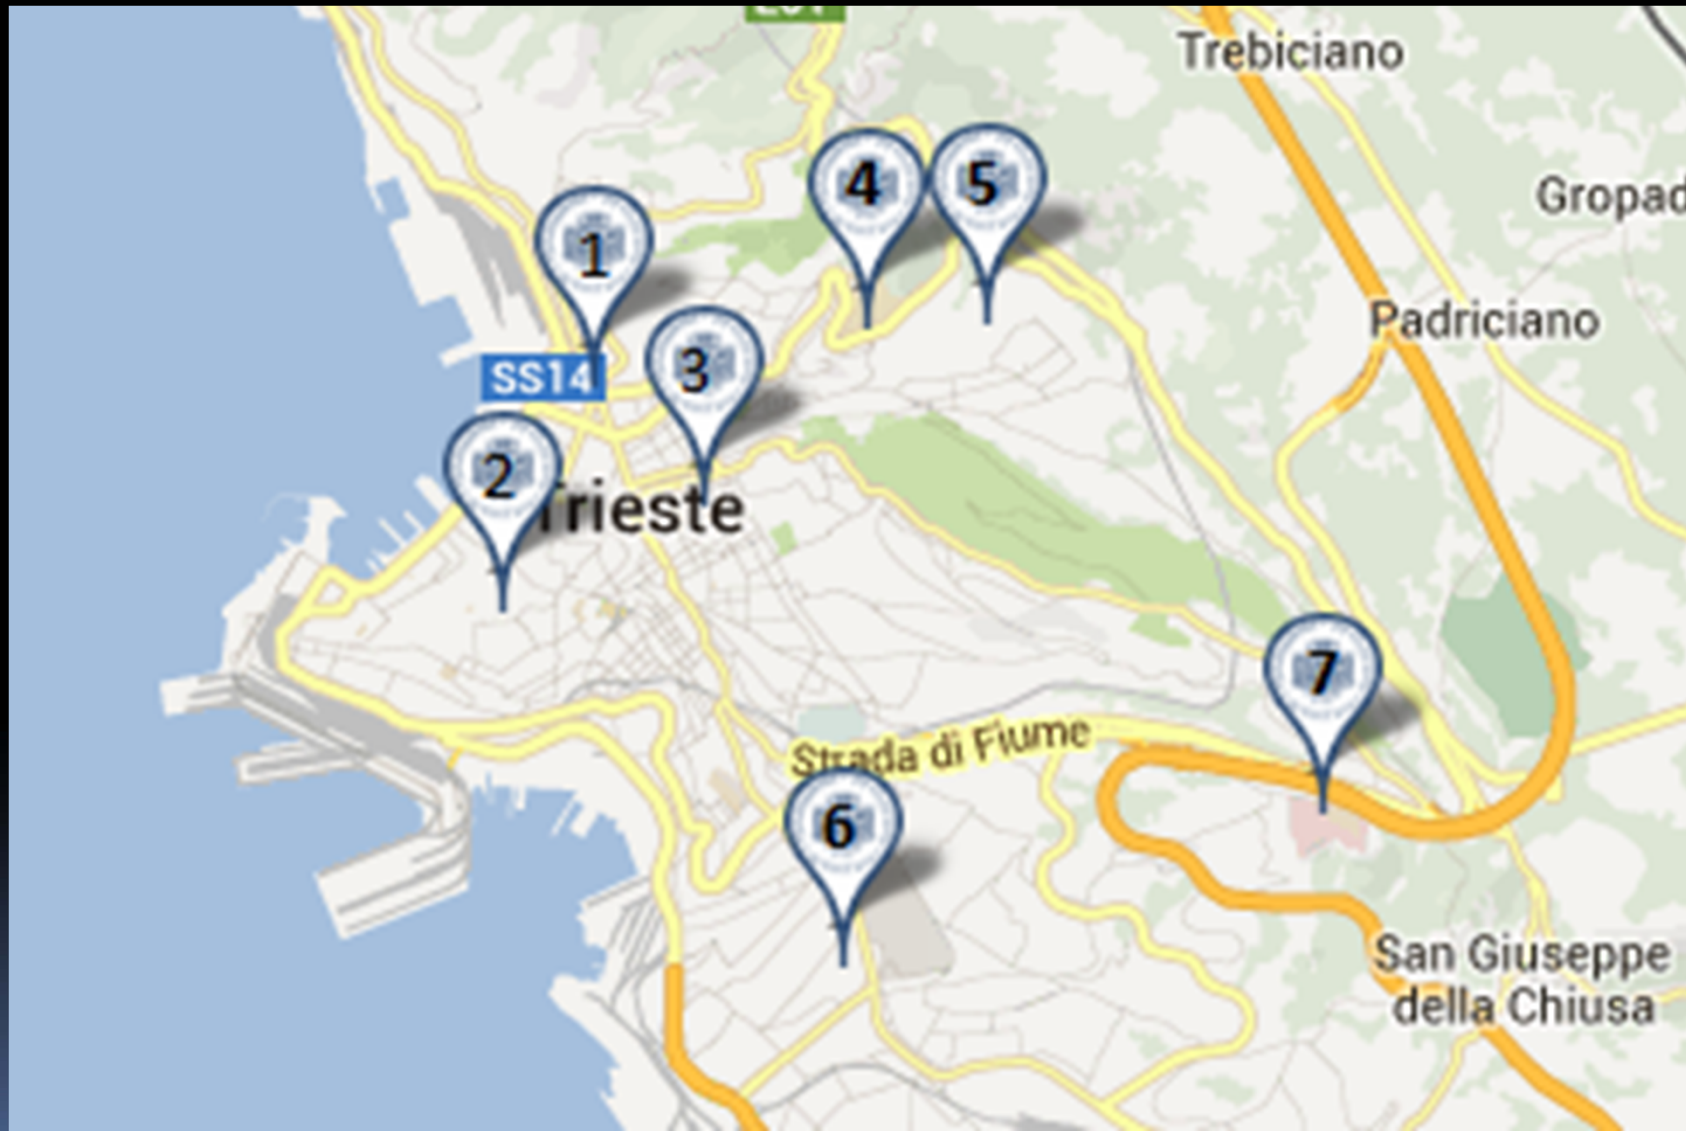 Trebiciano
4
5
Gropad
1
Padriciano
3
SS14
2
Trieste
7
Strada di Fiume
6
San Giuseppe
della Chiusa